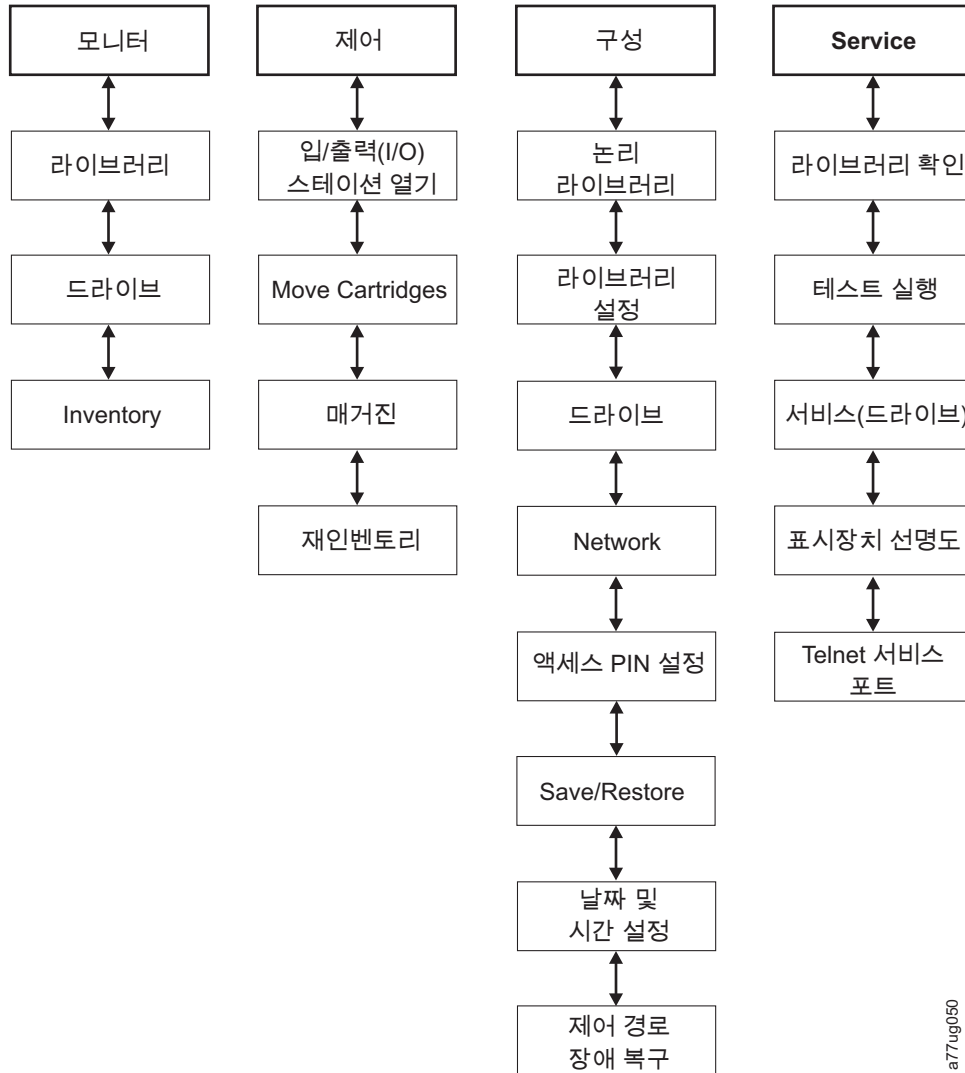 모니터
라이브러리
드라이브
Inventory
제어
입/출력(I/O)
스테이션 열기
Move Cartridges
매거진
재인벤토리
구성
논리
라이브러리
라이브러리
설정
드라이브
Network
액세스 PIN 설정
Save/Restore
날짜 및
시간 설정
제어 경로
장애 복구
Service
라이브러리 확인
테스트 실행
서비스(드라이브)
표시장치 선명도
Telnet 서비스
포트
a77ug050